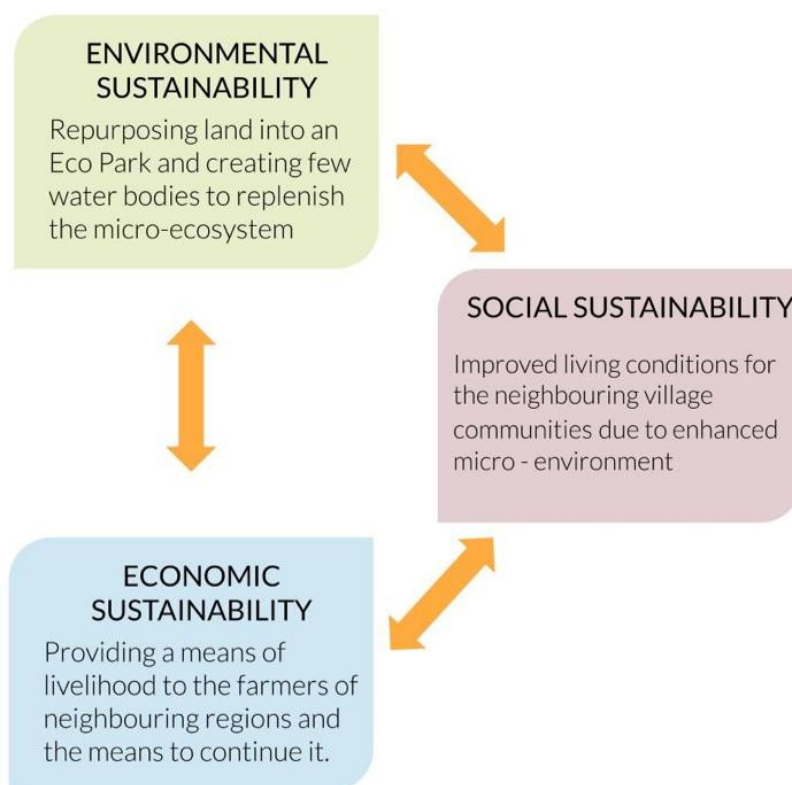 ENVIRONMENTAL
SUSTAINABILITY
Repurposing land into an
Eco Park and creating few
water bodies to replenish
the micro-ecosystem
SOCIAL SUSTAINABILITY
Improved living conditions for
the neighbouring village
communities due to enhanced
micro - environment
ECONOMIC
SUSTAINABILITY
Providing a means of
livelihood to the farmers of
neighbouring regions and
the means to continue it.